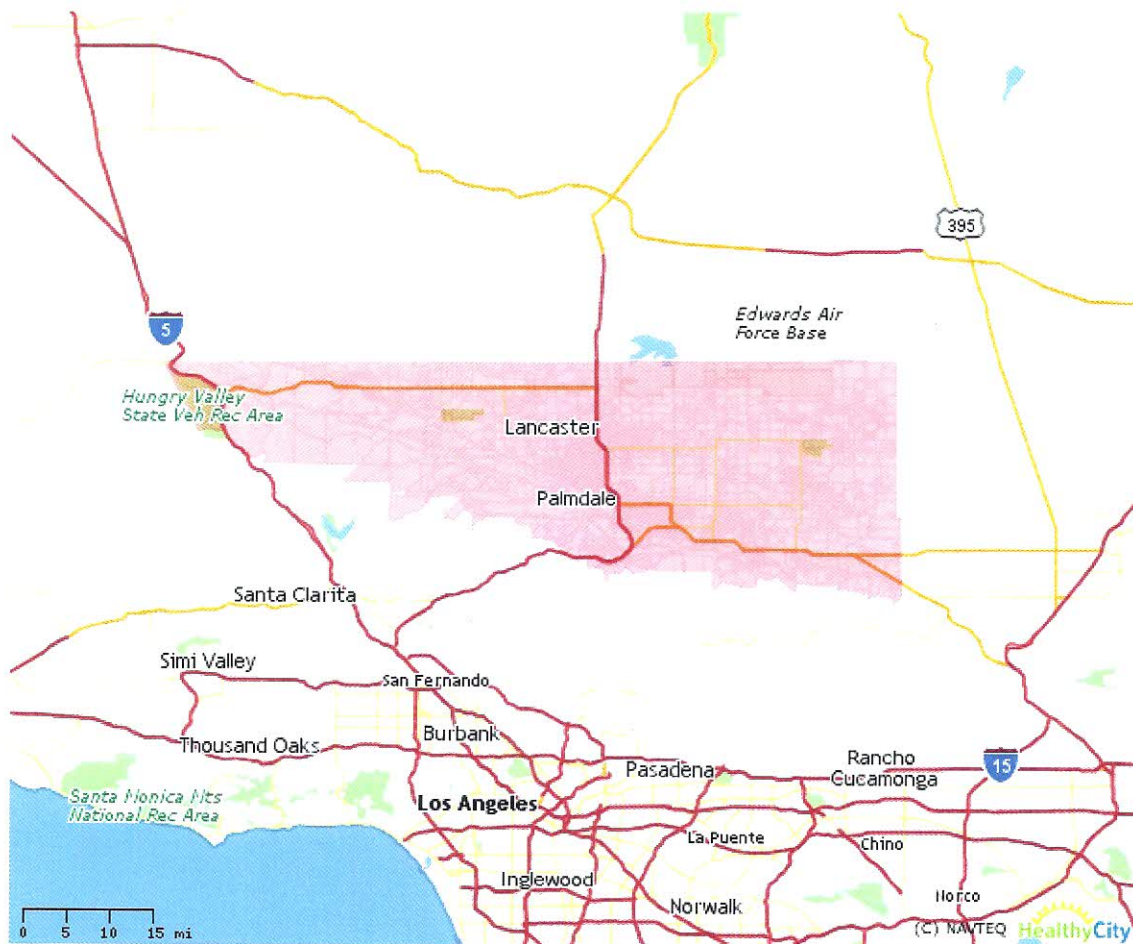 395
Edwards Air
Force Base
5
Hungry Valley
State Veh Rec Area
Lancaster
Palmdale
Santa Clarita
Simi Valley
San Fernando
Burbank
Thousand Oaks
Pasadena
Rancho
Cucamonga
15
Santa Monica Mts
National Rec Area
Los Angeles
La Puente
Chino
Inglewood
Norwalk
Norco
0 5 10 15 mi
(C) NAVTEQ
HealthyCity